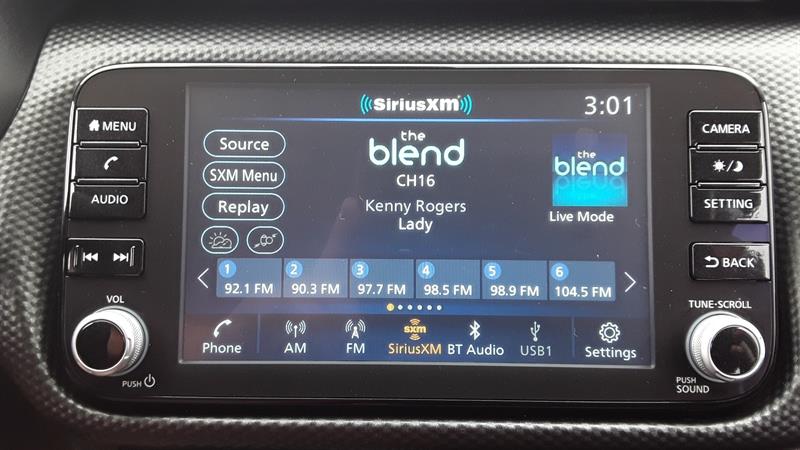 MENU
AUDIO
VOL
PUSH
SiriusXM
3:01
Source
SXM Menu
Replay
the
blend
CH16
Kenny Rogers
Lady
the
blend
Live Mode
1 2 3 4 5 6
92.1 FM 90.3 FM 97.7 FM 98.5 FM 98.9 FM 104.5 FM
sxm
Phone AM FM SiriusXM BT Audio USB1 Settings
CAMERA
SETTING
BACK
TUNE-SCROLL
PUSH
SOUND